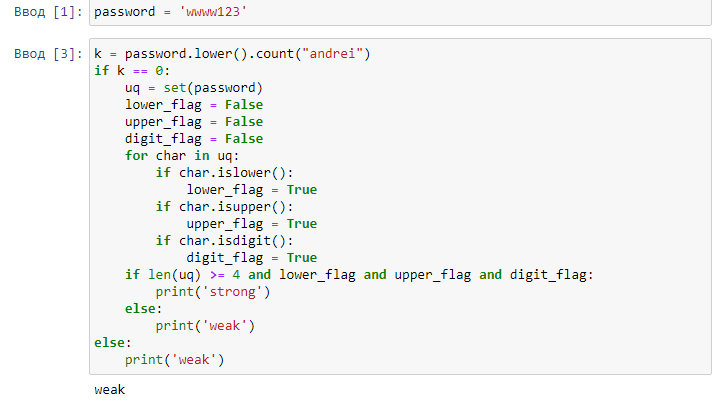 Ввод [1]: password = 'wwww123'
Ввод [3]: k = password.lower().count("andrei")
if k == 0:
    uq = set(password)
    lower_flag = False
    upper_flag = False
    digit_flag = False
    for char in uq:
        if char.islower():
            lower_flag = True
        if char.isupper():
            upper_flag = True
        if char.isdigit():
            digit_flag = True
    if len(uq) >= 4 and lower_flag and upper_flag and digit_flag:
        print('strong')
    else:
        print('weak')
else:
    print('weak')
weak